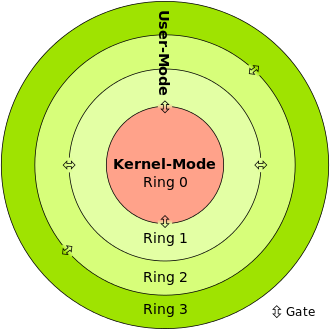 User-Mode
Kernel-Mode
Ring 0
Ring 1
Ring 2
Ring 3
Gate